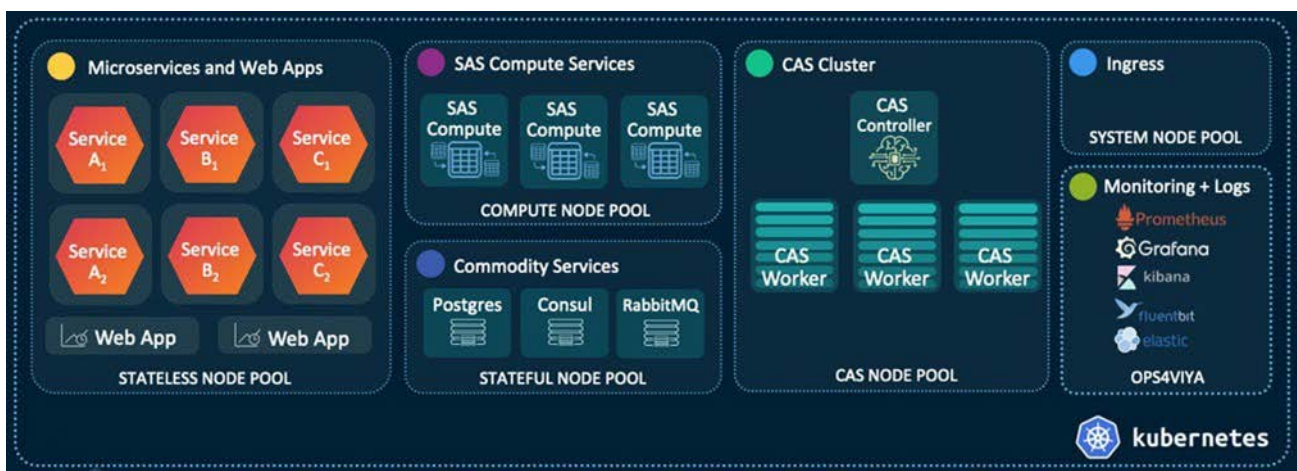 Microservices and Web Apps
Service A1
Service B1
Service C1
Service A2
Service B2
Service C2
Web App
Web App
STATELESS NODE POOL
SAS Compute Services
SAS Compute
SAS Compute
SAS Compute
COMPUTE NODE POOL
Commodity Services
Postgres
Consul
RabbitMQ
STATEFUL NODE POOL
CAS Cluster
CAS Controller
CAS Worker
CAS Worker
CAS Worker
CAS NODE POOL
Ingress
SYSTEM NODE POOL
Monitoring + Logs
Prometheus
Grafana
kibana
fluentbit
elastic
OPS4VIYA
kubernetes